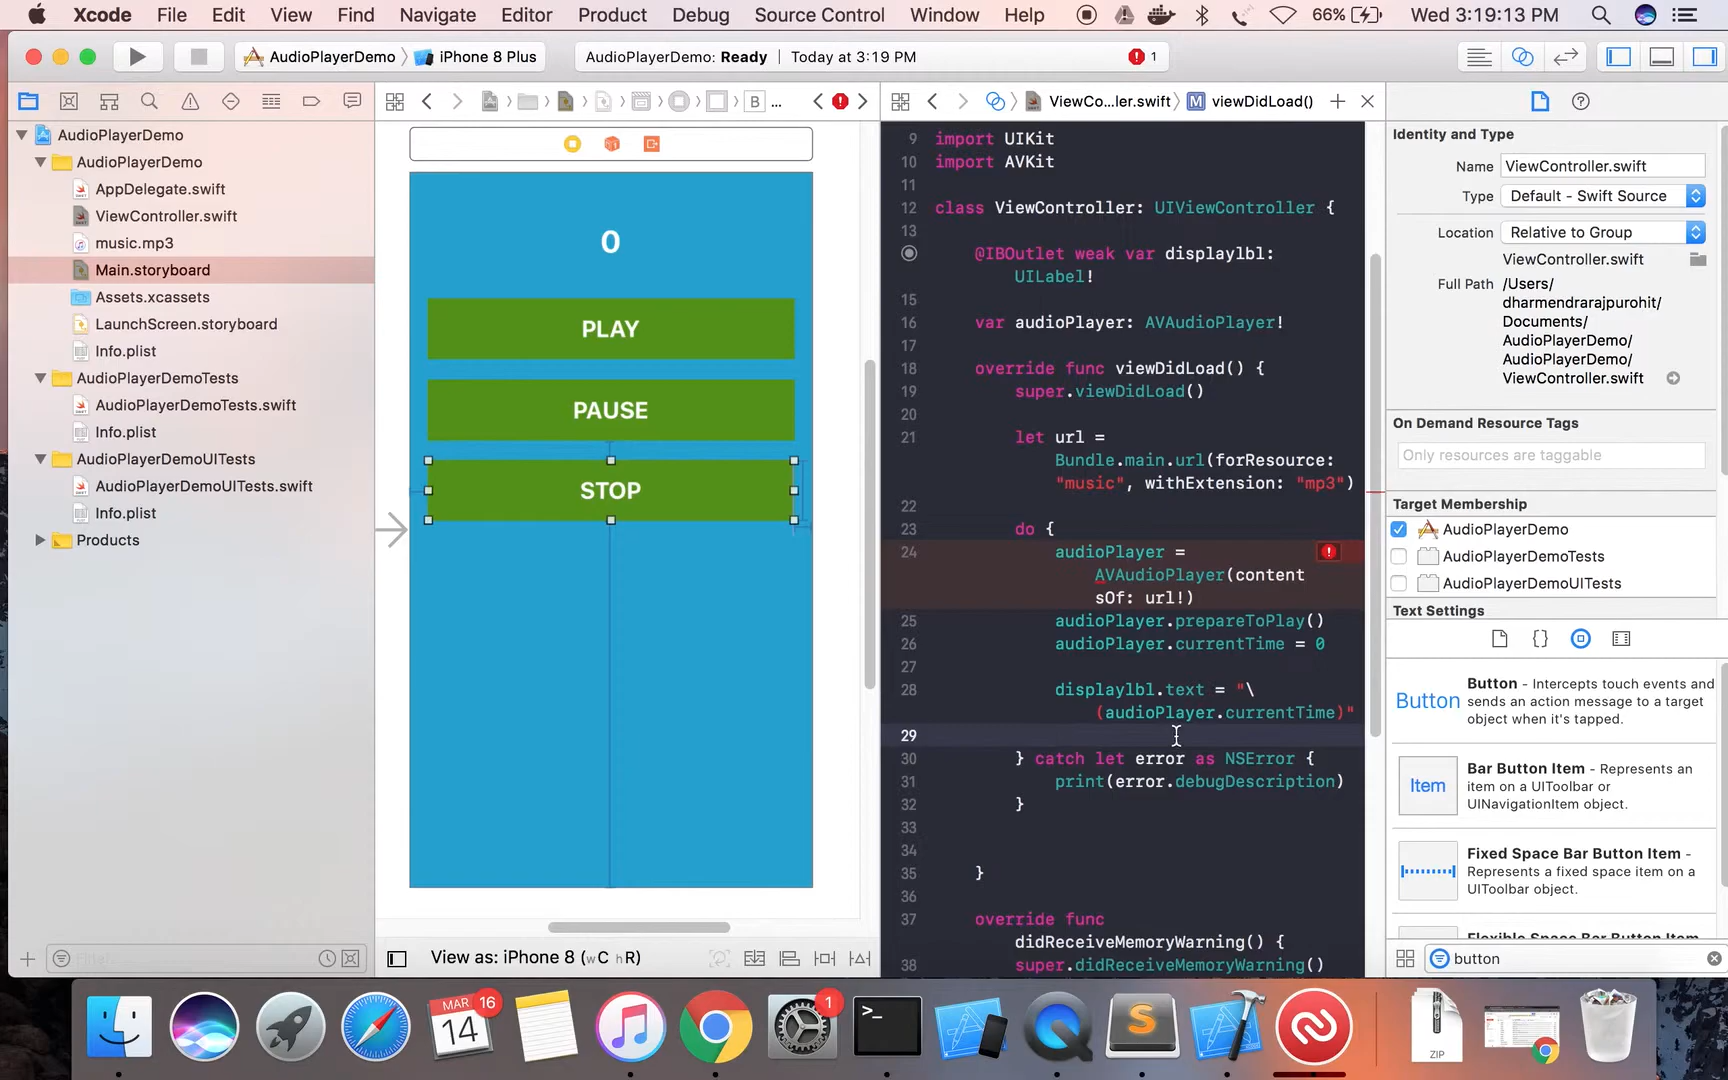 Xcode File Edit View Find Navigate Editor Product Debug Source Control Window Help 66% Wed 3:19:13 PM
AudioPlayerDemo iPhone 8 Plus AudioPlayerDemo: Ready Today at 3:19 PM 1
B ... ViewCo...ler.swift M viewDidLoad()
AudioPlayerDemo
AudioPlayerDemo
AppDelegate.swift
ViewController.swift
music.mp3
Main.storyboard
Assets.xcassets
LaunchScreen.storyboard
Info.plist
AudioPlayerDemoTests
AudioPlayerDemoTests.swift
Info.plist
AudioPlayerDemoUITests
AudioPlayerDemoUITests.swift
Info.plist
Products
Filter
0
PLAY
PAUSE
STOP
View as: iPhone 8 (wC hR)
9 import UIKit
10 import AVKit
11
12 class ViewController: UIViewController {
13
@IBOutlet weak var displaylbl:
UILabel!
15
16 var audioPlayer: AVAudioPlayer!
17
18 override func viewDidLoad() {
19 super.viewDidLoad()
20
21 let url =
Bundle.main.url(forResource:
"music", withExtension: "mp3")
22
23 do {
24 audioPlayer =
AVAudioPlayer(content
sOf: url!)
25 audioPlayer.prepareToPlay()
26 audioPlayer.currentTime = 0
27
28 displaylbl.text = "\
(audioPlayer.currentTime)"
29
30 } catch let error as NSError {
31 print(error.debugDescription)
32 }
33
34
35 }
36
37 override func
didReceiveMemoryWarning() {
38 super.didReceiveMemoryWarning()
Identity and Type
Name ViewController.swift
Type Default - Swift Source
Location Relative to Group
ViewController.swift
Full Path /Users/
dharmendrarajpurohit/
Documents/
AudioPlayerDemo/
AudioPlayerDemo/
ViewController.swift
On Demand Resource Tags
Only resources are taggable
Target Membership
AudioPlayerDemo
AudioPlayerDemoTests
AudioPlayerDemoUITests
Text Settings
{}
Button Button - Intercepts touch events and
sends an action message to a target
object when it's tapped.
Item Bar Button Item - Represents an
item on a UIToolbar or
UINavigationItem object.
Fixed Space Bar Button Item -
Represents a fixed space item on a
UIToolbar object.
Flexible Space Bar Button Item
button
MAR 16
14
1
>_
S
ZIP